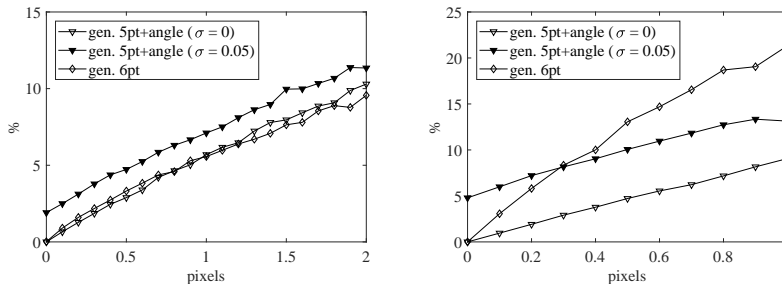 15
10
5
0
%
gen. 5pt+angle ( σ = 0)
gen. 5pt+angle ( σ = 0.05)
gen. 6pt
0 0.5 1 1.5 2
pixels
25
20
15
10
5
0
%
gen. 5pt+angle ( σ = 0)
gen. 5pt+angle ( σ = 0.05)
gen. 6pt
0 0.2 0.4 0.6 0.8
pixels